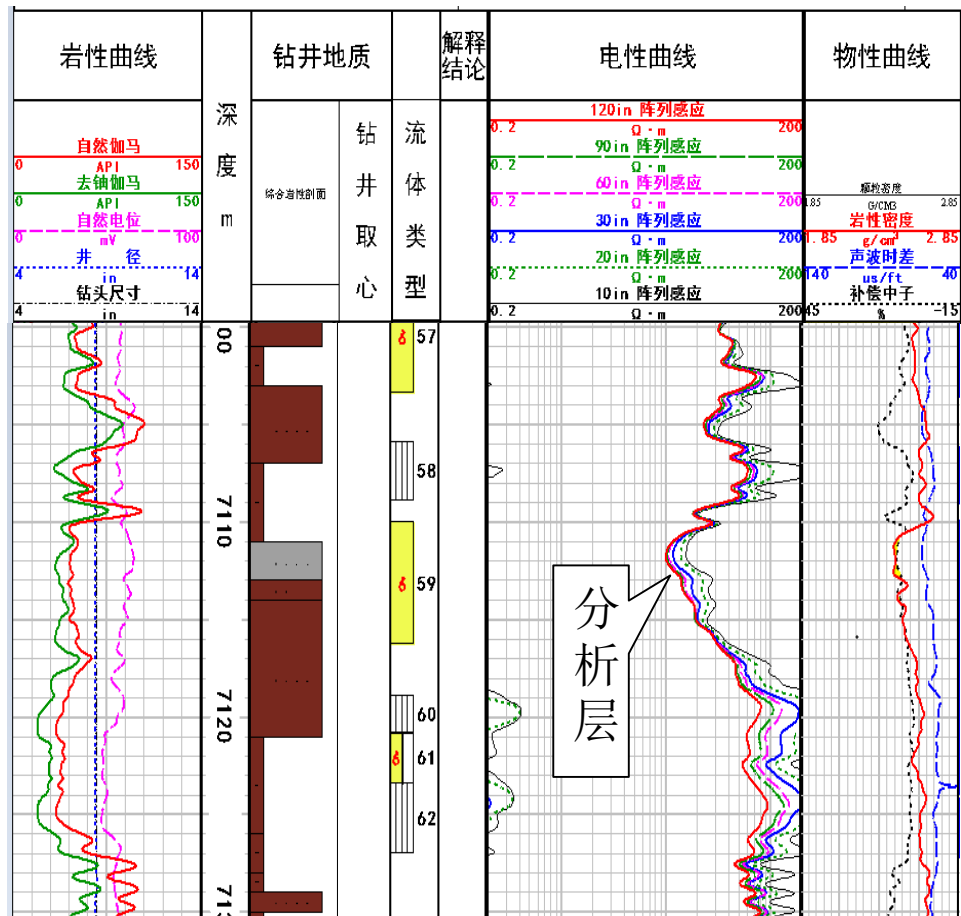 岩性曲线
钻井地质
解释
结论
电性曲线
物性曲线
深度
m
综合岩性剖面
钻井取心
流体类型
自然伽马
0 API 150
去铀伽马
0 API 150
自然电位
0 mV 100
井 径
4 in 14
钻头尺寸
4 in 14
120in 阵列感应
0.2 Ω·m 200
90in 阵列感应
0.2 Ω·m 200
60in 阵列感应
0.2 Ω·m 200
30in 阵列感应
0.2 Ω·m 200
20in 阵列感应
0.2 Ω·m 200
10in 阵列感应
0.2 Ω·m 200
颗粒密度
1.85 G/CM3 2.85
岩性密度
1.85 g/cm³ 2.85
声波时差
140 us/ft 40
补偿中子
45 % -15
00
7110
7120
57
58
59
60
61
62
分析层